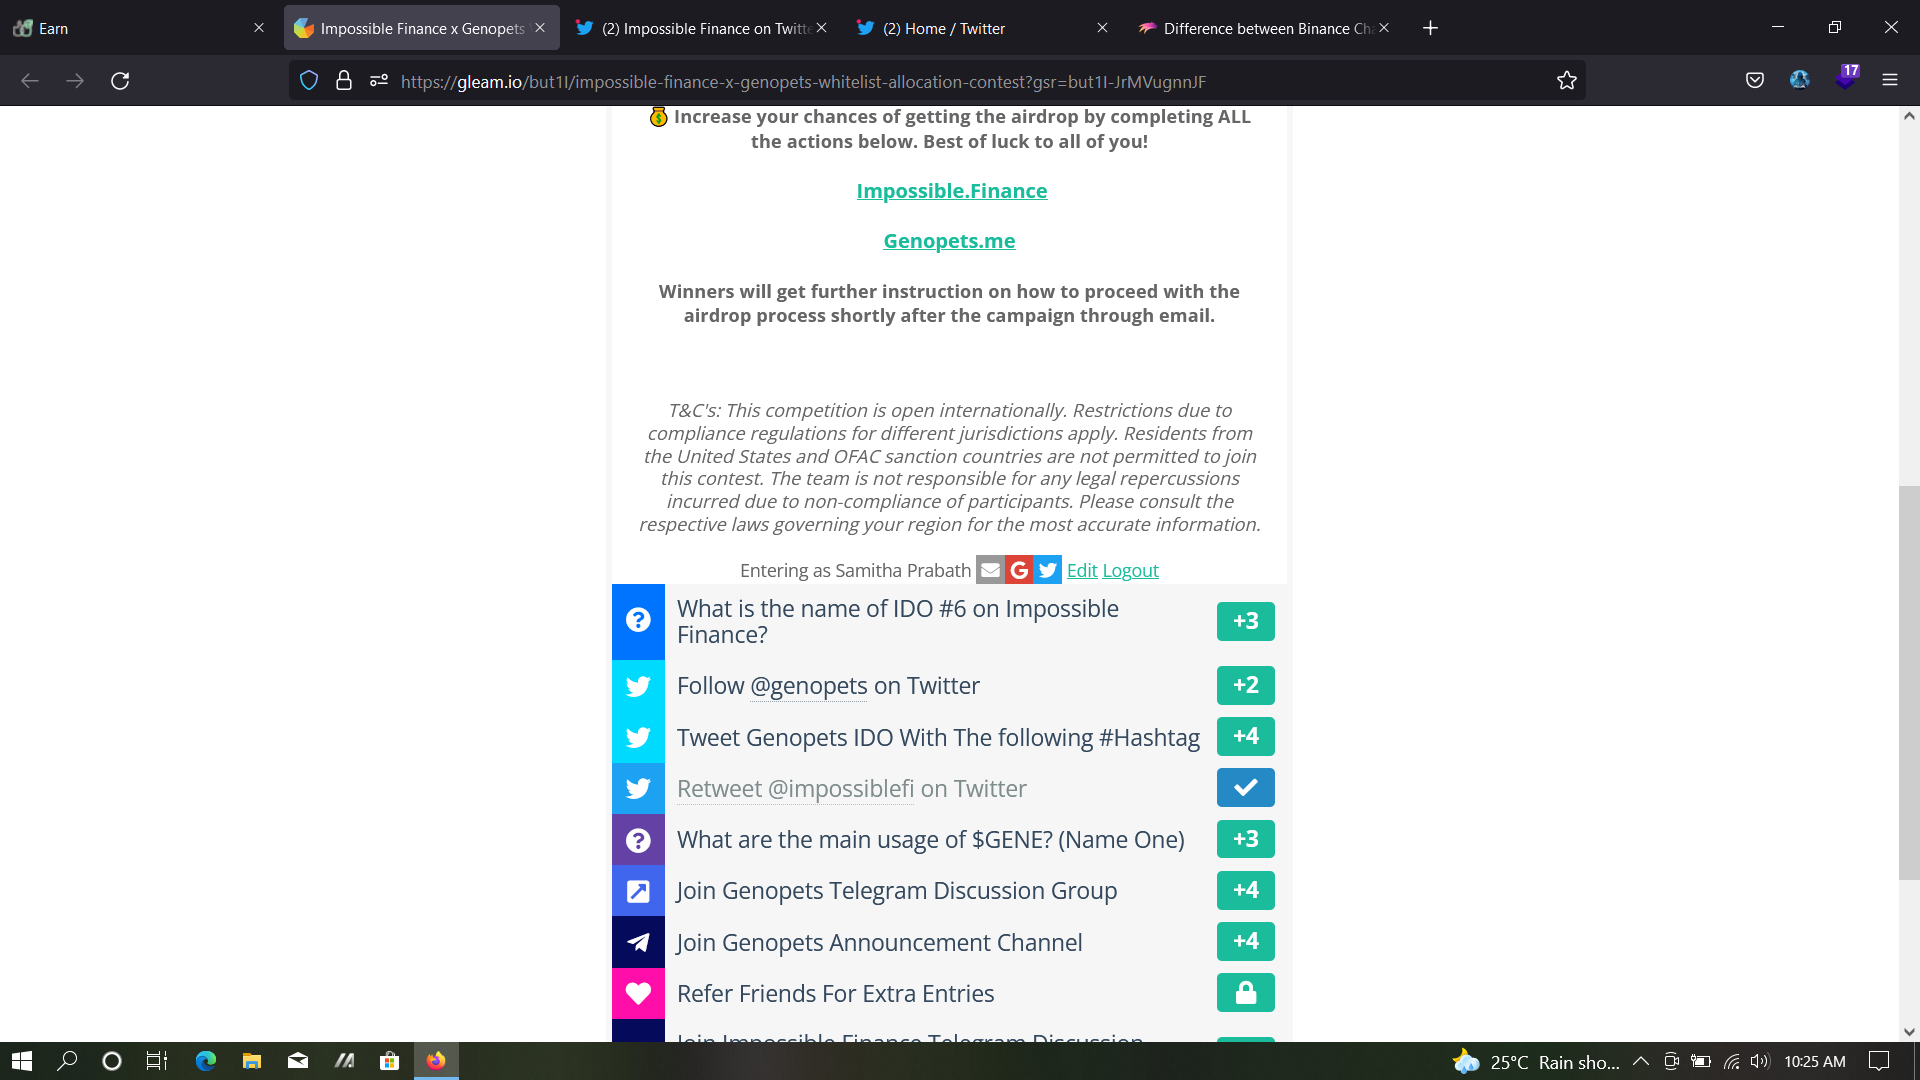 Earn
Impossible Finance x Genopets
(2) Impossible Finance on Twitte
(2) Home / Twitter
Difference between Binance Cha
https://gleam.io/but1I/impossible-finance-x-genopets-whitelist-allocation-contest?gsr=but1I-JrMVugnnJF
17
Increase your chances of getting the airdrop by completing ALL
the actions below. Best of luck to all of you!
Impossible.Finance
Genopets.me
Winners will get further instruction on how to proceed with the
airdrop process shortly after the campaign through email.
T&C's: This competition is open internationally. Restrictions due to
compliance regulations for different jurisdictions apply. Residents from
the United States and OFAC sanction countries are not permitted to join
this contest. The team is not responsible for any legal repercussions
incurred due to non-compliance of participants. Please consult the
respective laws governing your region for the most accurate information.
Entering as Samitha Prabath G Edit Logout
What is the name of IDO #6 on Impossible
Finance?
+3
Follow @genopets on Twitter +2
Tweet Genopets IDO With The following #Hashtag +4
Retweet @impossiblefi on Twitter
What are the main usage of $GENE? (Name One) +3
Join Genopets Telegram Discussion Group +4
Join Genopets Announcement Channel +4
Refer Friends For Extra Entries
Join Impossible Finance Telegram Discussion
25°C Rain sho... 10:25 AM